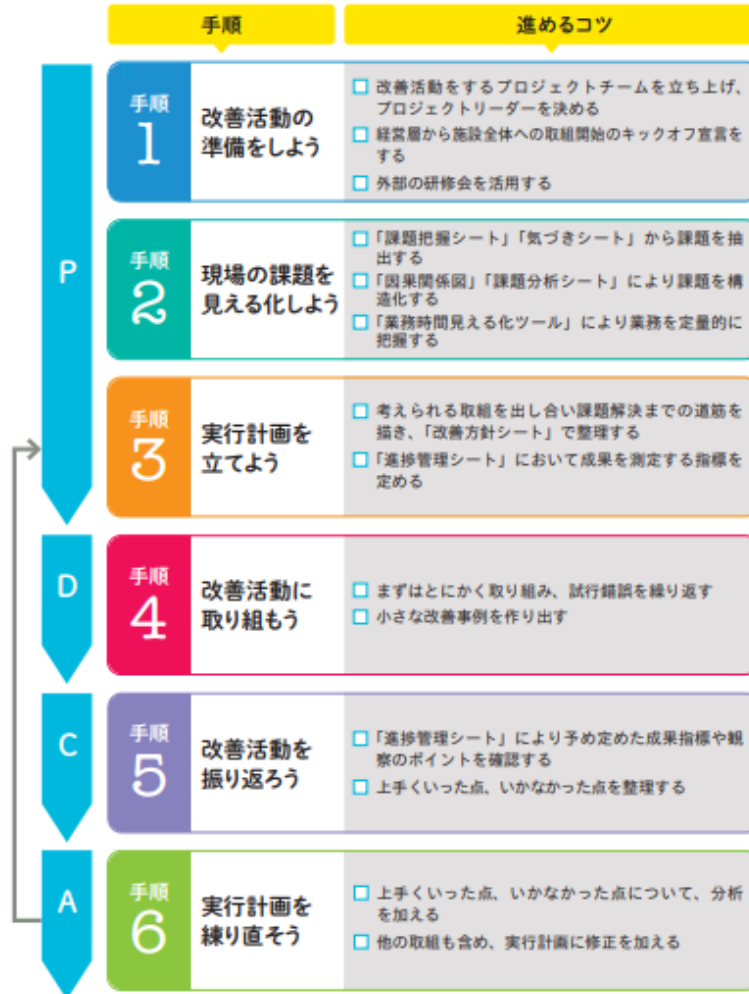 手順
進めるコツ
P
手順
1
改善活動の
準備をしよう
□ 改善活動をするプロジェクトチームを立ち上げ、
プロジェクトリーダーを決める
□ 経営層から施設全体への取組開始のキックオフ宣言を
する
□ 外部の研修会を活用する
手順
2
現場の課題を
見える化しよう
□「課題把握シート」「気づきシート」から課題を抽
出する
□「因果関係図」「課題分析シート」により課題を構
造化する
□「業務時間見える化ツール」により業務を定量的に
把握する
手順
3
実行計画を
立てよう
□ 考えられる取組を出し合い課題解決までの道筋を
描き、「改善方針シート」で整理する
□「進捗管理シート」において成果を測定する指標を
定める
D
手順
4
改善活動に
取り組もう
□ まずはとにかく取り組み、試行錯誤を繰り返す
□ 小さな改善事例を作り出す
C
手順
5
改善活動を
振り返ろう
□「進捗管理シート」により予め定めた成果指標や観
察のポイントを確認する
□ 上手くいった点、いかなかった点を整理する
A
手順
6
実行計画を
練り直そう
□ 上手くいった点、いかなかった点について、分析
を加える
□ 他の取組も含め、実行計画に修正を加える